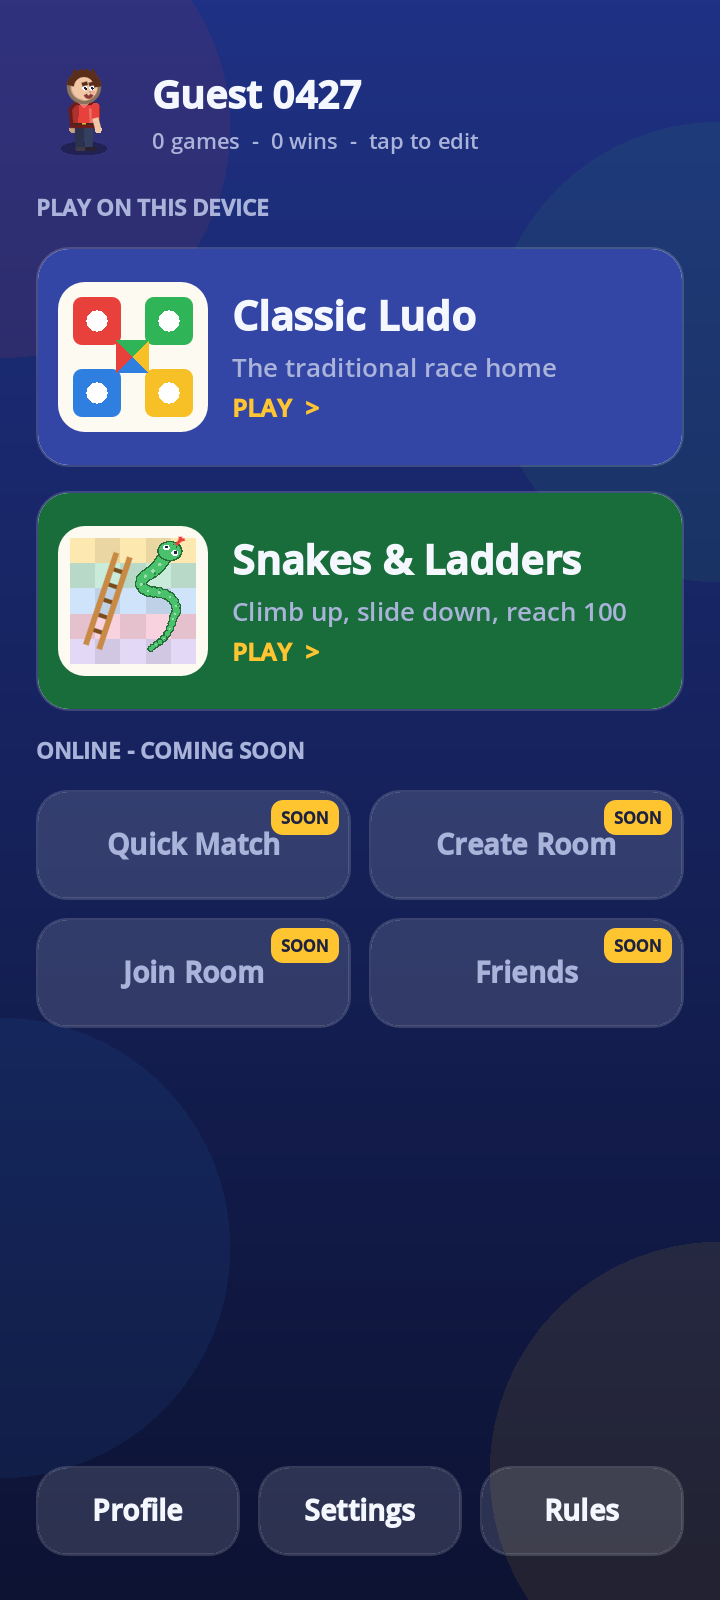 Guest 0427
0 games - 0 wins - tap to edit
PLAY ON THIS DEVICE
Classic Ludo
The traditional race home
PLAY >
Snakes & Ladders
Climb up, slide down, reach 100
PLAY >
ONLINE - COMING SOON
SOON
Quick Match
SOON
Create Room
SOON
Join Room
SOON
Friends
Profile
Settings
Rules